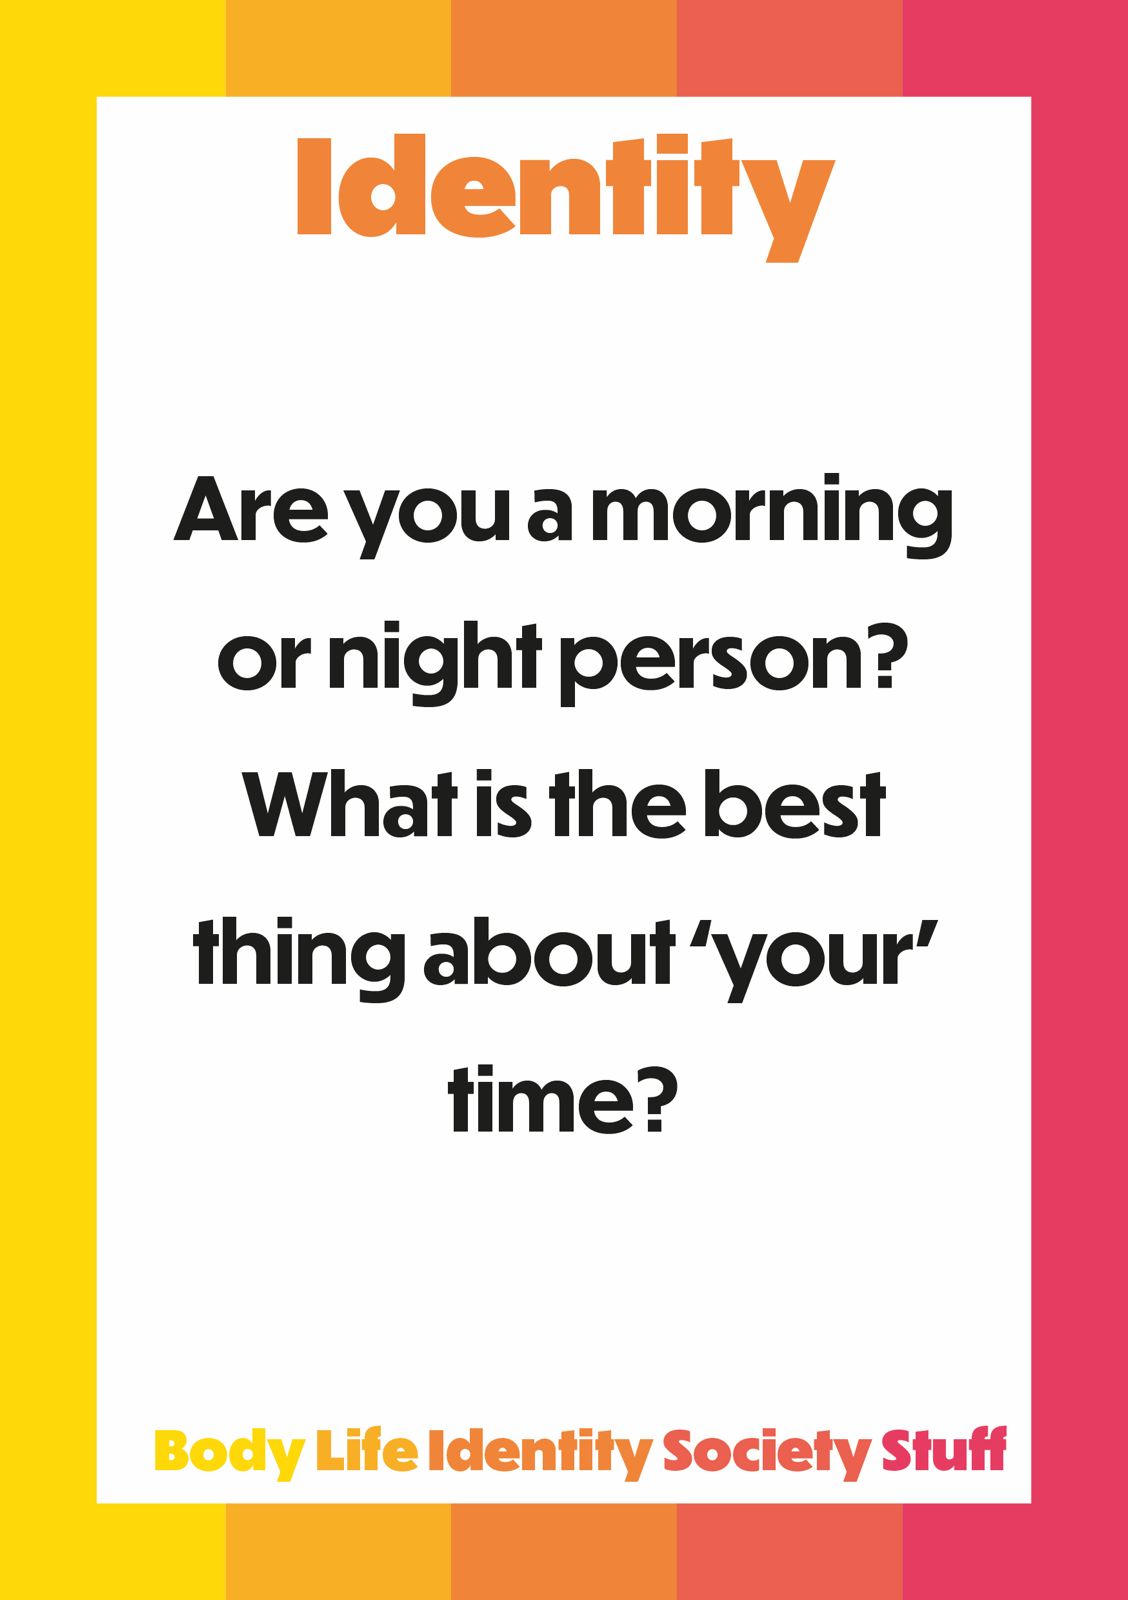 Identity
Are you a morning
or night person?
What is the best
thing about ‘your’
time?
Body Life Identity Society Stuff